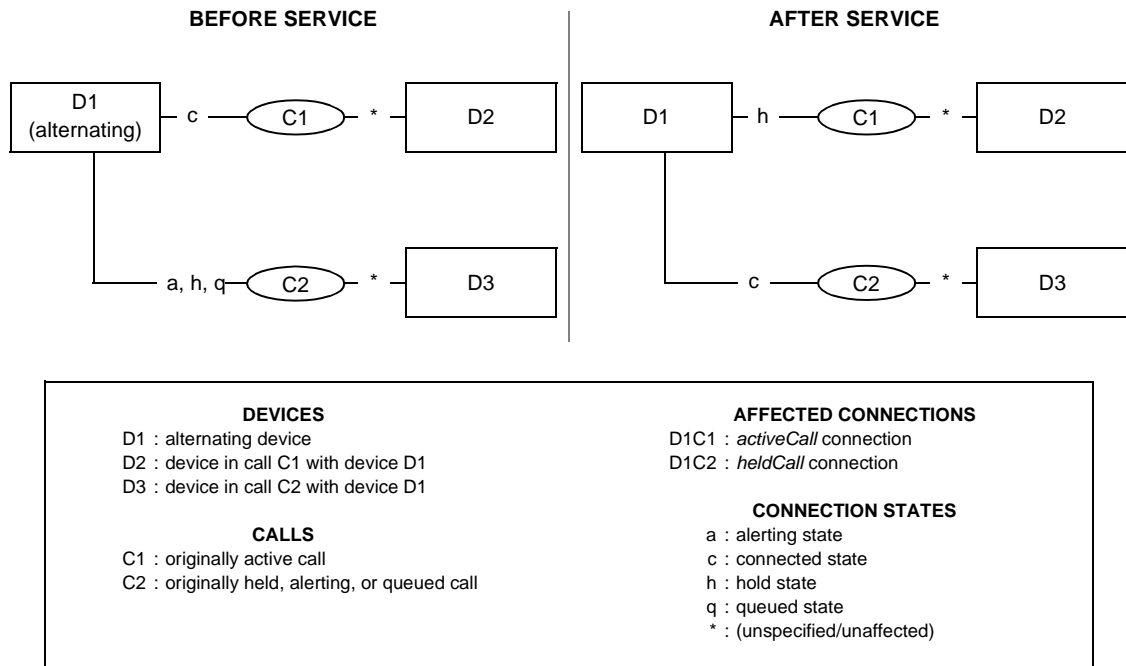 BEFORE SERVICE
AFTER SERVICE
D1
(alternating)
c
C1
*
D2
a, h, q
C2
*
D3
D1
h
C1
*
D2
c
C2
*
D3
DEVICES
D1 : alternating device
D2 : device in call C1 with device D1
D3 : device in call C2 with device D1
CALLS
C1 : originally active call
C2 : originally held, alerting, or queued call
AFFECTED CONNECTIONS
D1C1 : activeCall connection
D1C2 : heldCall connection
CONNECTION STATES
a : alerting state
c : connected state
h : hold state
q : queued state
* : (unspecified/unaffected)